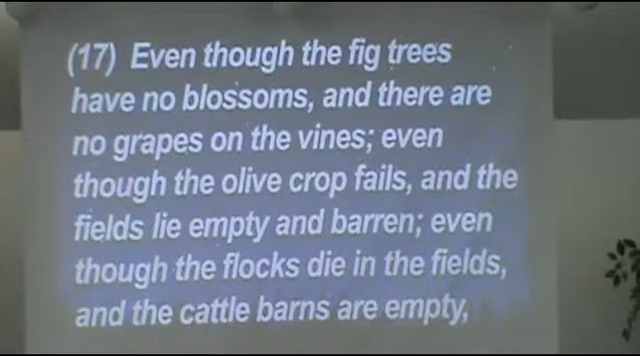 (17) Even though the fig trees
have no blossoms, and there are
no grapes on the vines; even
though the olive crop fails, and the
fields lie empty and barren; even
though the flocks die in the fields,
and the cattle barns are empty,